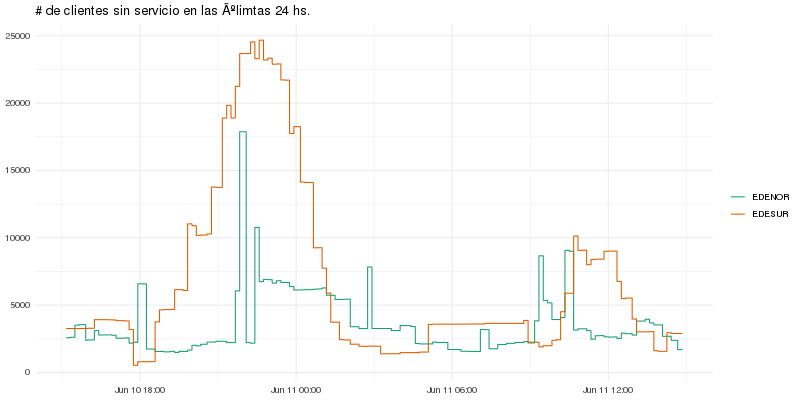 # de clientes sin servicio en las Ãºlimtas 24 hs.
25000
20000
15000
10000
5000
0
Jun 10 18:00
Jun 11 00:00
Jun 11 06:00
Jun 11 12:00
EDENOR
EDESUR